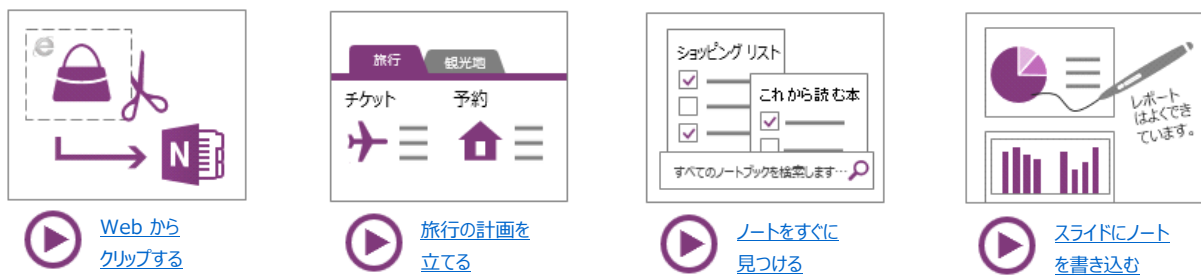 N
旅行
観光地
チケット
予約
ショッピング リスト
これから読む本
すべてのノートブックを検索します…
レポート
はよくでき
ています。
Web から
クリップする
旅行の計画を
立てる
ノートをすぐに
見つける
スライドにノート
を書き込む